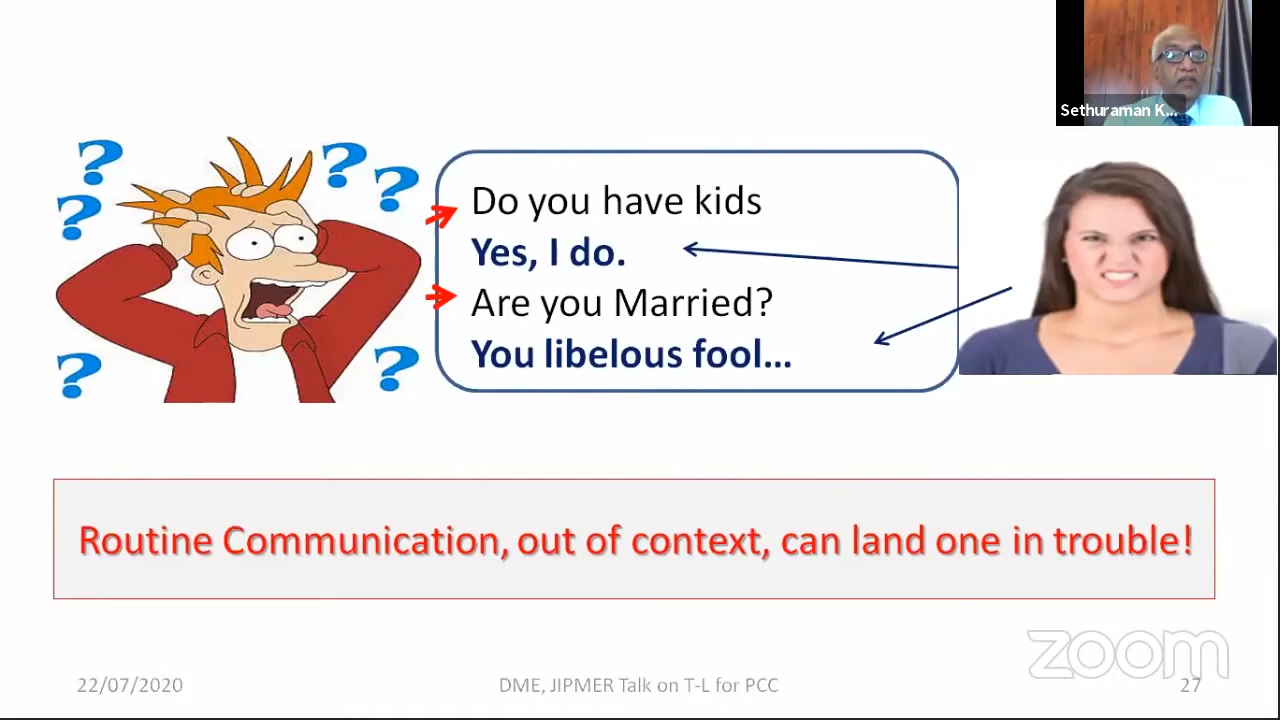 Sethuraman K...
? ? ? ? ? ? ?
Do you have kids
Yes, I do.
Are you Married?
You libelous fool...
Routine Communication, out of context, can land one in trouble!
zoom
22/07/2020
DME, JIPMER Talk on T-L for PCC
27